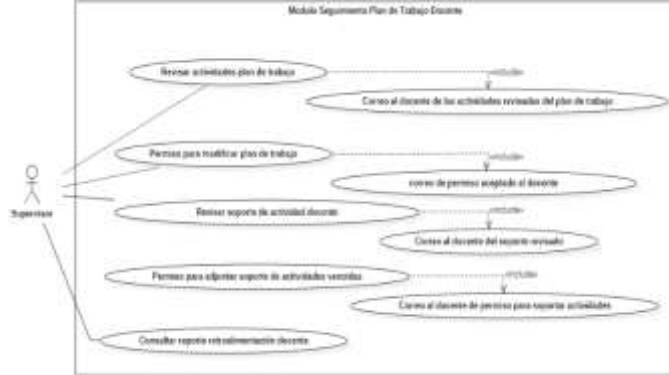 Modulo Seguimiento Plan de Trabajo Docente
Revisar actividades plan de trabajo
«include»
Correo al docente de las actividades revisadas del plan de trabajo
Permiso para modificar plan de trabajo
«include»
correo de permiso aceptado al docente
Supervisor
Revisar soporte de actividad docente
«include»
Correo al docente del soporte revisado
Permiso para adjuntar soporte de actividades vencidas
«include»
Correo al docente de permiso para soportar actividades
Consultar reporte retroalimentación docente